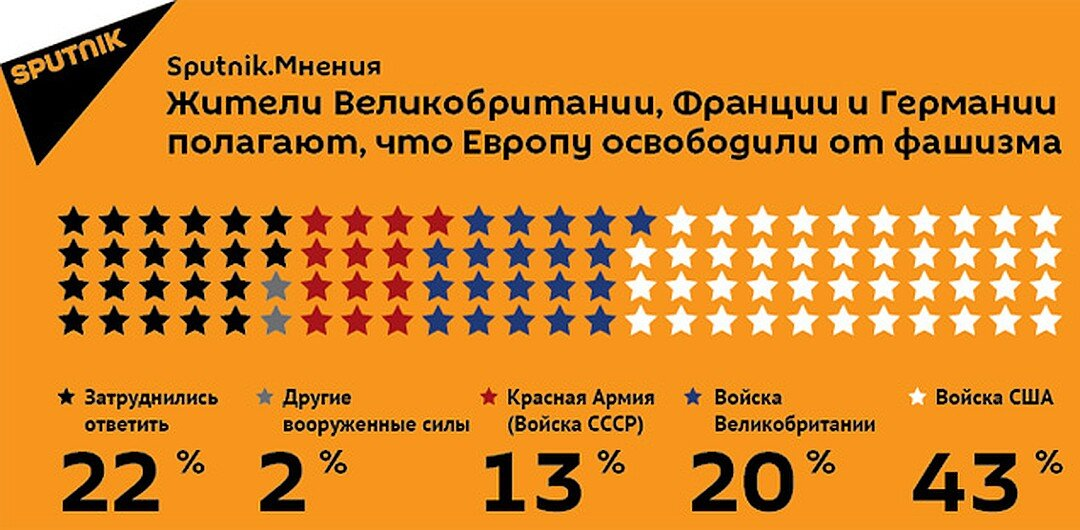 SPUTNIK
Sputnik.Мнения
Жители Великобритании, Франции и Германии
полагают, что Европу освободили от фашизма
Затруднились
ответить
22 %
Другие
вооруженные силы
2 %
Красная Армия
(Войска СССР)
13 %
Войска
Великобритании
20 %
Войска США
43 %